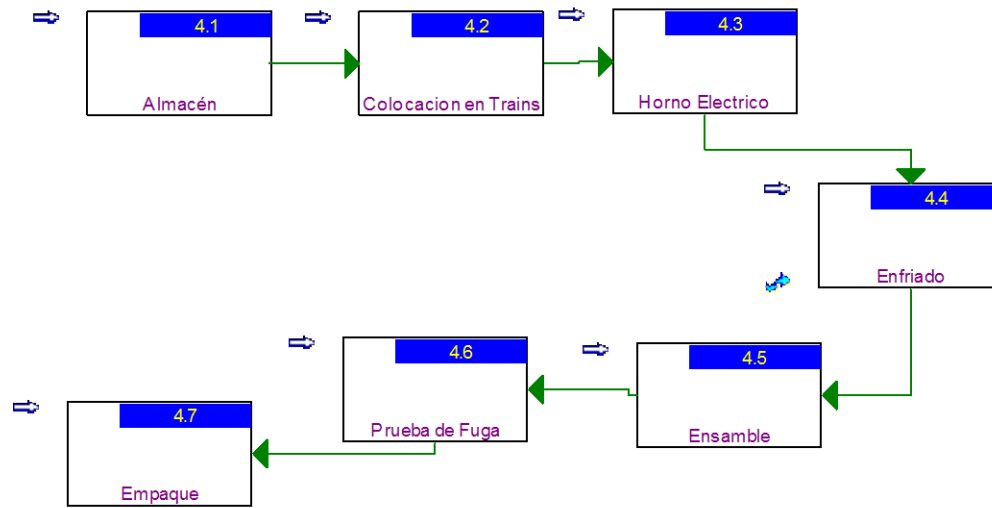 4.1
Almacén
4.2
Colocacion en Trains
4.3
Horno Electrico
4.4
Enfriado
4.5
Ensamble
4.6
Prueba de Fuga
4.7
Empaque